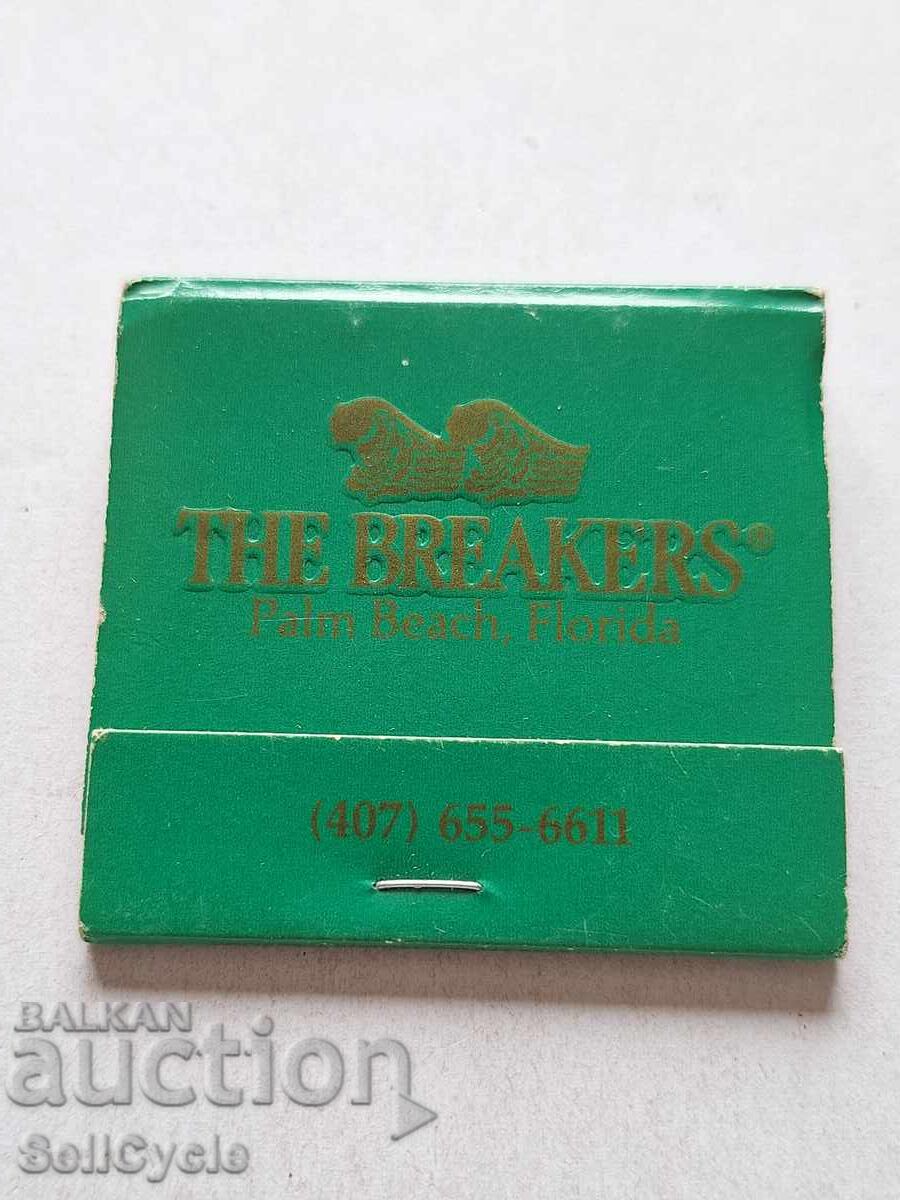 THE BREAKERS®
Palm Beach, Florida
(407) 655-6611
BALKAN
auction
SellCycle